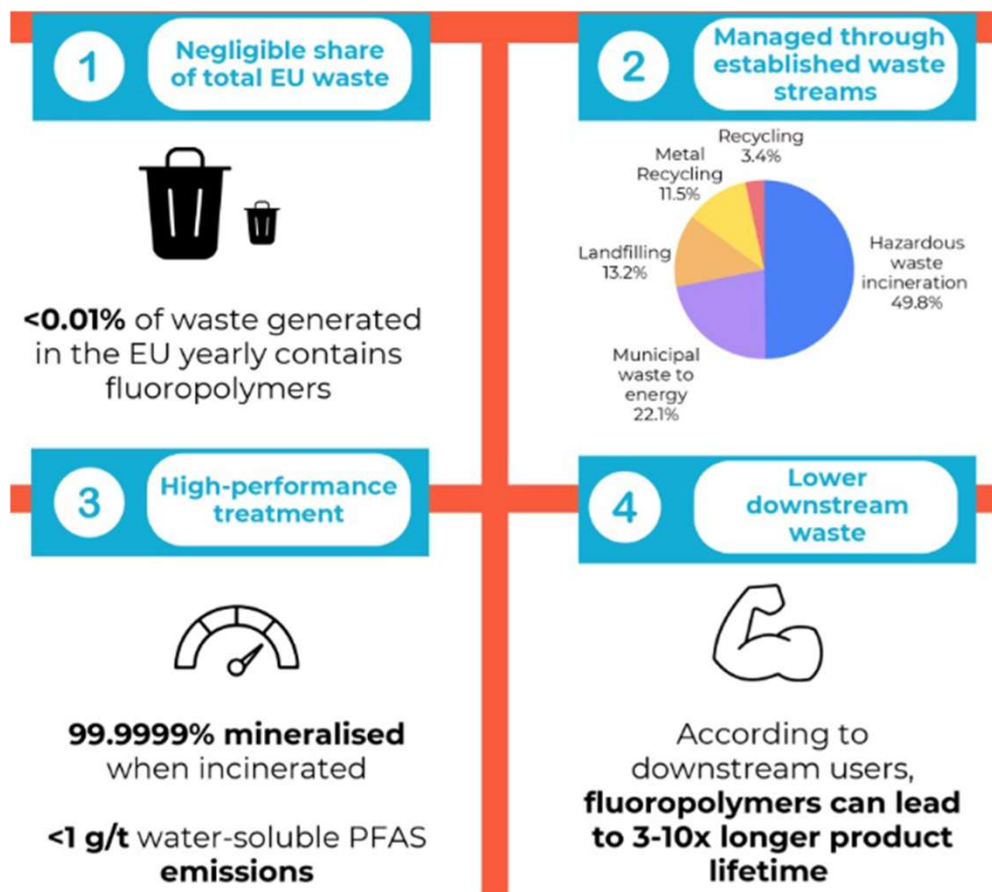 1
Negligible share
of total EU waste
<0.01% of waste generated
in the EU yearly contains
fluoropolymers
2
Managed through
established waste
streams
Recycling
3.4%
Metal
Recycling
11.5%
Landfilling
13.2%
Hazardous
waste
incineration
49.8%
Municipal
waste to
energy
22.1%
3
High-performance
treatment
99.9999% mineralised
when incinerated
<1 g/t water-soluble PFAS
emissions
4
Lower
downstream
waste
According to
downstream users,
fluoropolymers can lead
to 3-10x longer product
lifetime